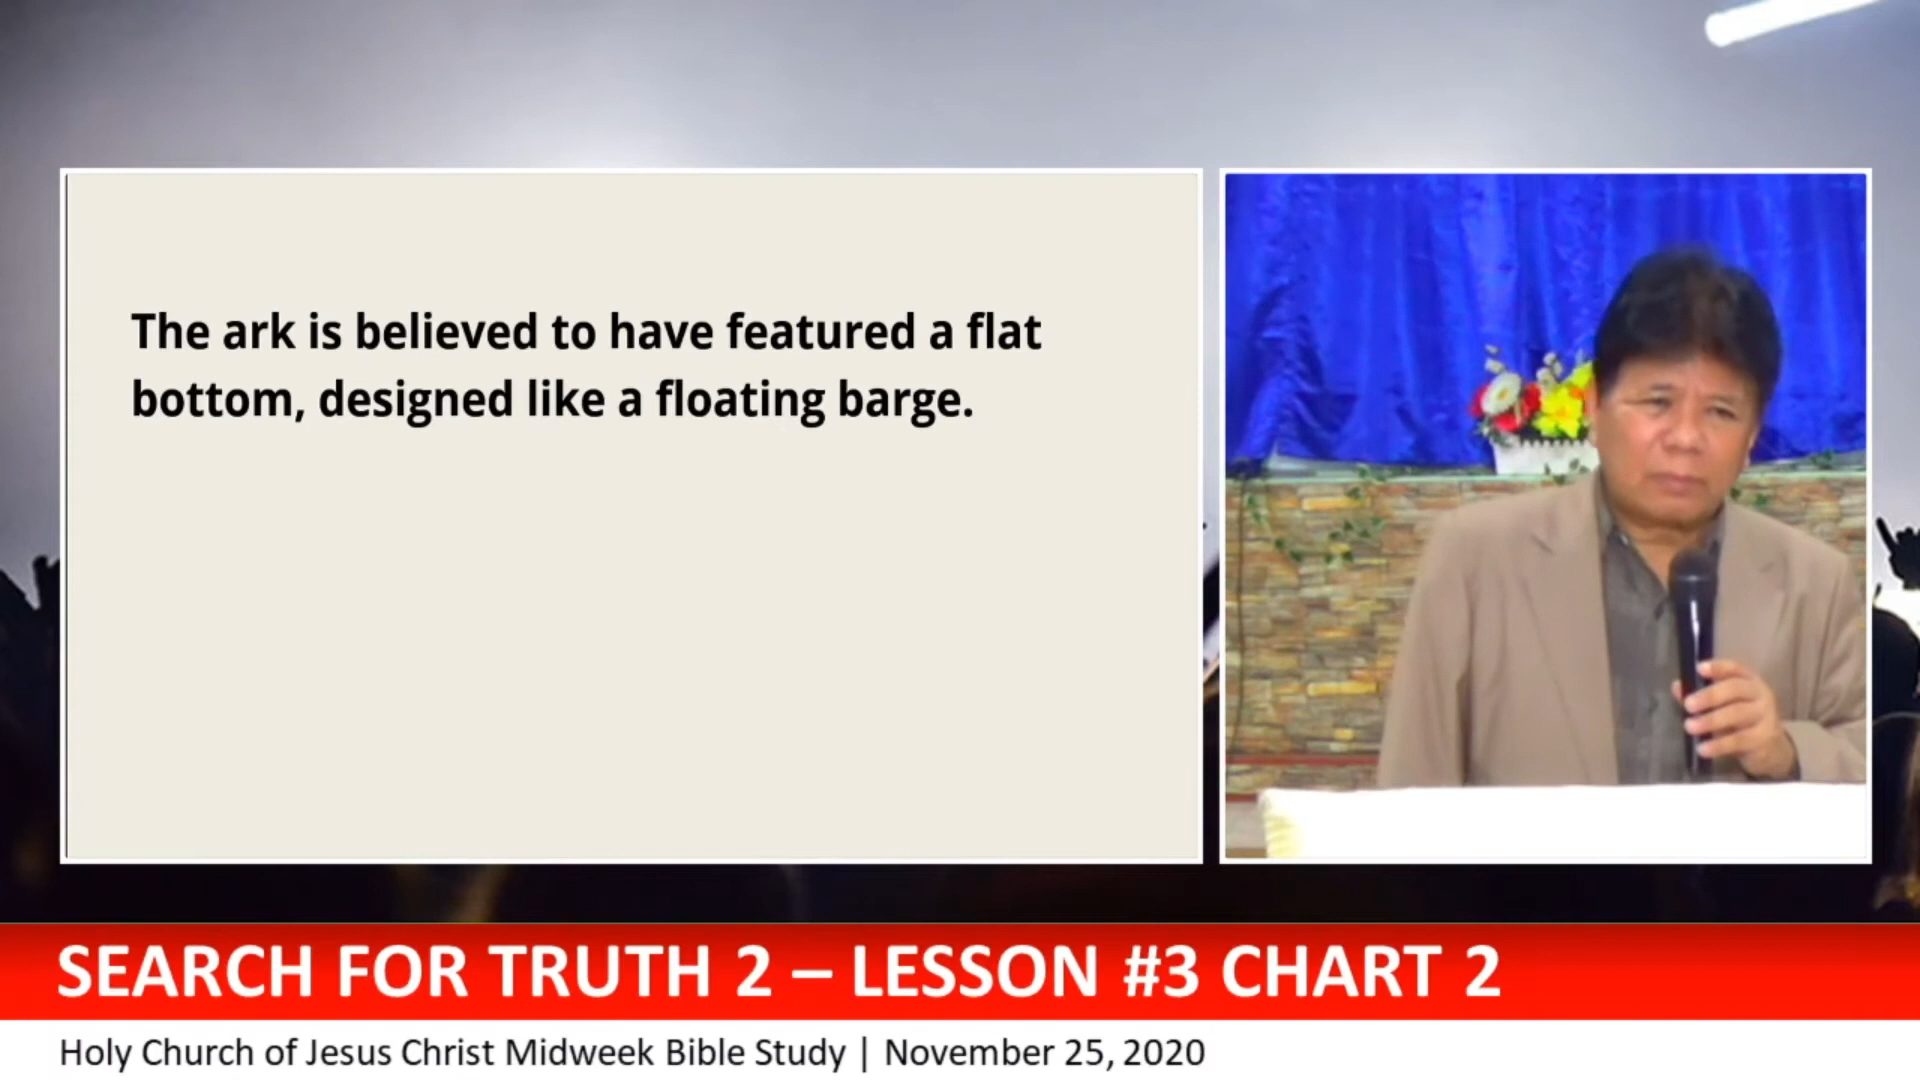 The ark is believed to have featured a flat
bottom, designed like a floating barge.
SEARCH FOR TRUTH 2 – LESSON #3 CHART 2
Holy Church of Jesus Christ Midweek Bible Study | November 25, 2020